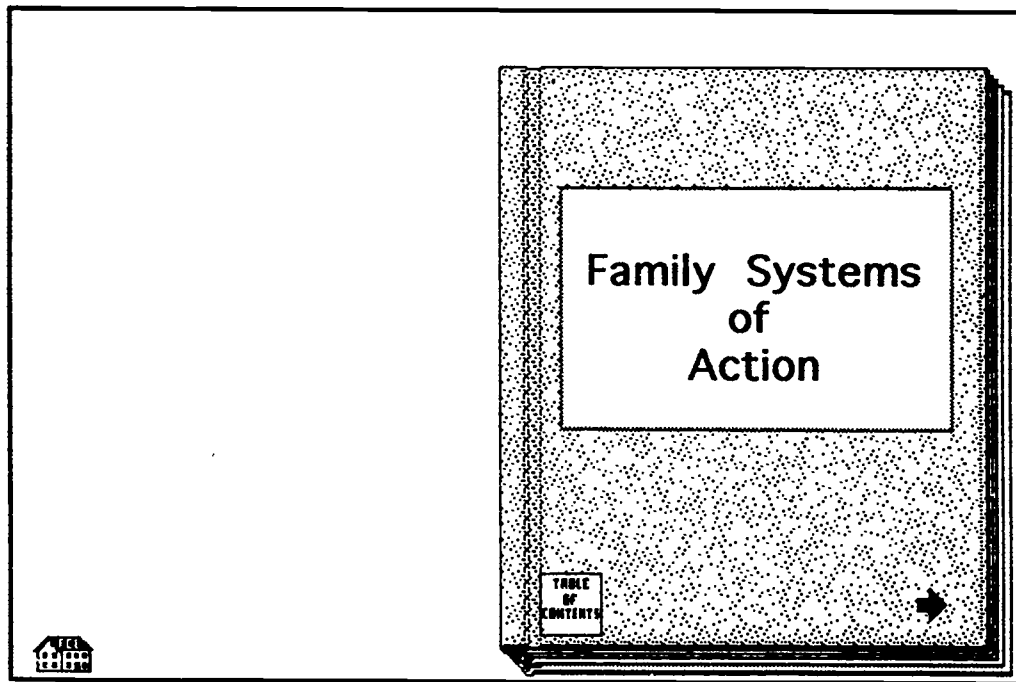 Family Systems
of
Action
TABLE
OF
CONTENTS